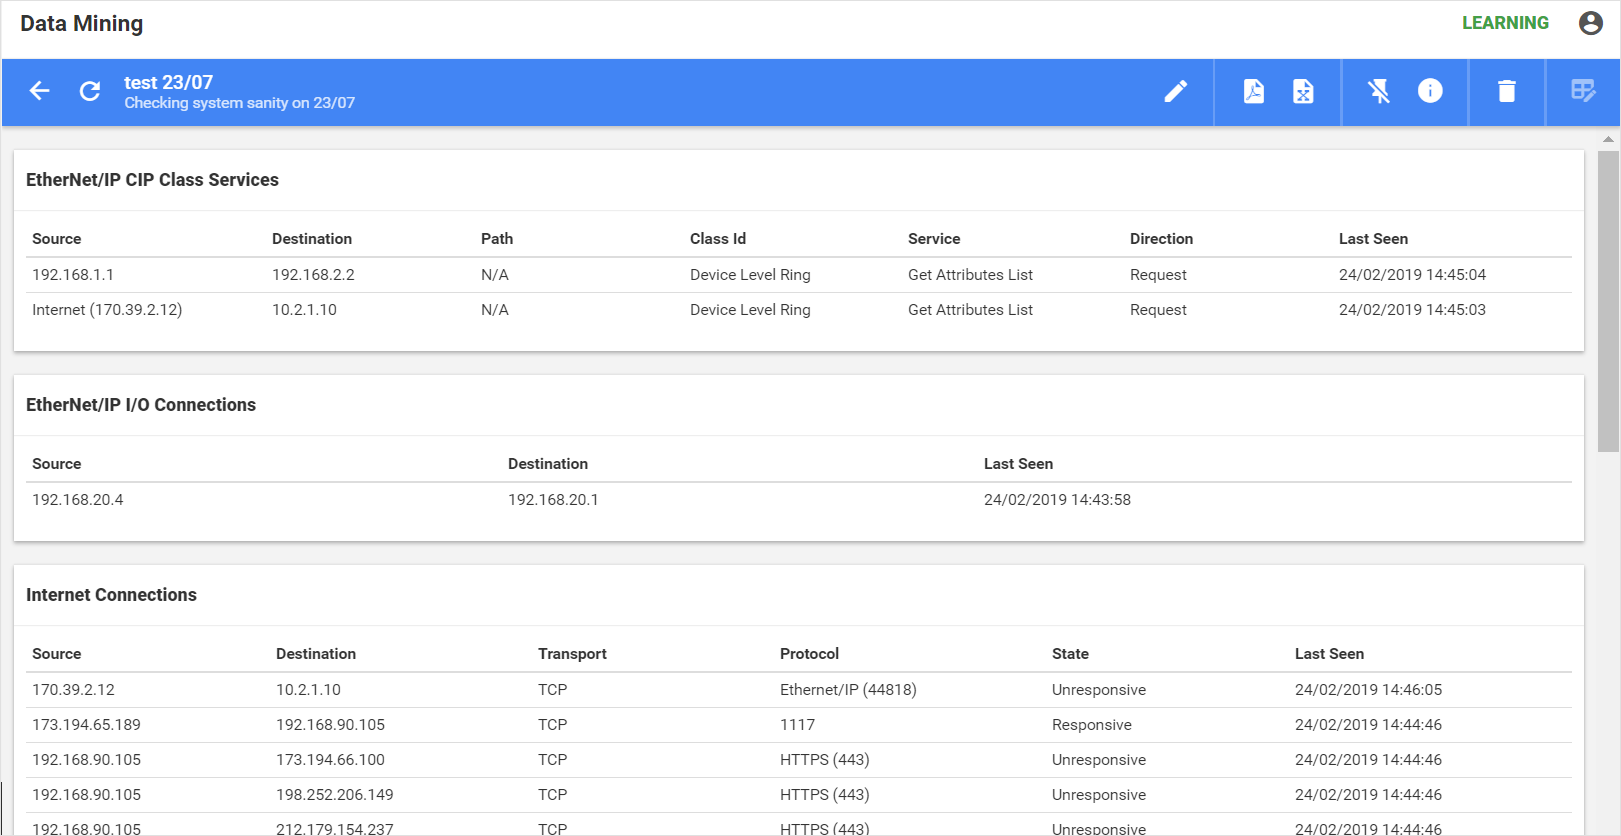 Data Mining
LEARNING
test 23/07
Checking system sanity on 23/07
EtherNet/IP CIP Class Services
Source Destination Path Class Id Service Direction Last Seen
192.168.1.1 192.168.2.2 N/A Device Level Ring Get Attributes List Request 24/02/2019 14:45:04
Internet (170.39.2.12) 10.2.1.10 N/A Device Level Ring Get Attributes List Request 24/02/2019 14:45:03
EtherNet/IP I/O Connections
Source Destination Last Seen
192.168.20.4 192.168.20.1 24/02/2019 14:43:58
Internet Connections
Source Destination Transport Protocol State Last Seen
170.39.2.12 10.2.1.10 TCP Ethernet/IP (44818) Unresponsive 24/02/2019 14:46:05
173.194.65.189 192.168.90.105 TCP 1117 Responsive 24/02/2019 14:44:46
192.168.90.105 173.194.66.100 TCP HTTPS (443) Unresponsive 24/02/2019 14:44:46
192.168.90.105 198.252.206.149 TCP HTTPS (443) Unresponsive 24/02/2019 14:44:46
192.168.90.105 212.179.154.237 TCP HTTPS (443) Unresponsive 24/02/2019 14:44:46